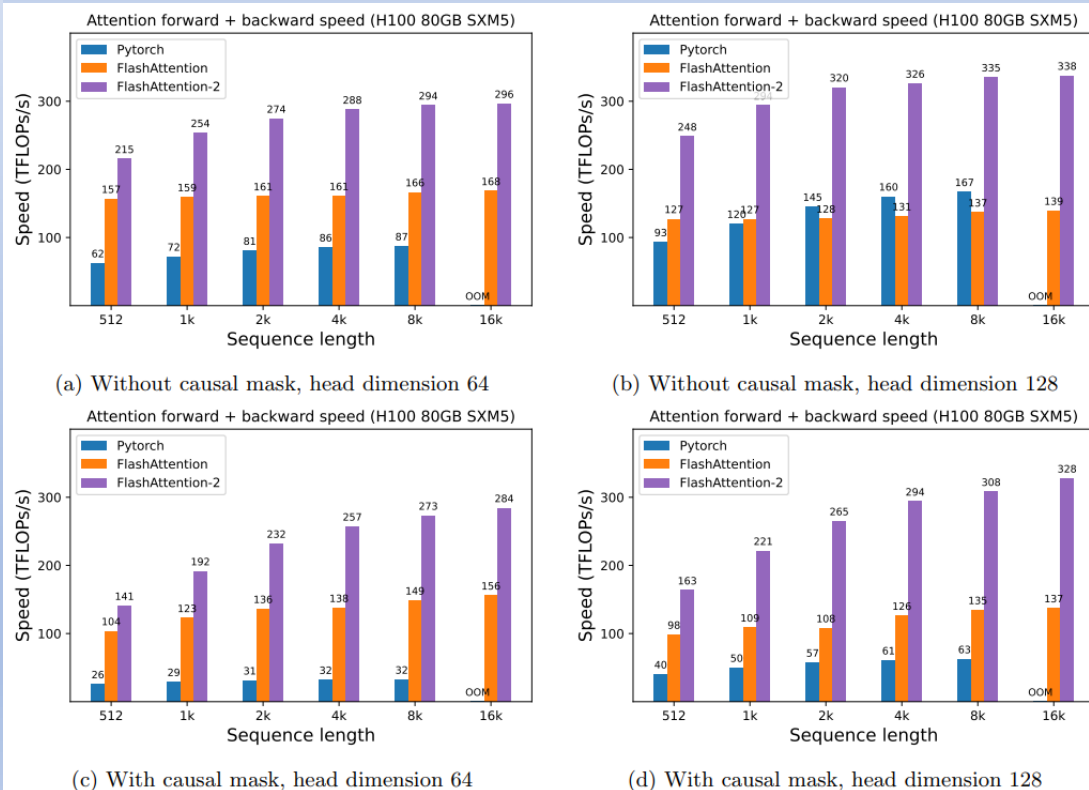 Attention forward + backward speed (H100 80GB SXM5)
Pytorch
FlashAttention
FlashAttention-2
Speed (TFLOPs/s)
300
200
100
62 157 215
72 159 254
81 161 274
86 161 288
87 166 294
OOM 168 296
512 1k 2k 4k 8k 16k
Sequence length
(a) Without causal mask, head dimension 64
Attention forward + backward speed (H100 80GB SXM5)
Pytorch
FlashAttention
FlashAttention-2
Speed (TFLOPs/s)
300
200
100
93 127 248
120 127 294
145 128 320
160 131 326
167 137 335
OOM 139 338
512 1k 2k 4k 8k 16k
Sequence length
(b) Without causal mask, head dimension 128
Attention forward + backward speed (H100 80GB SXM5)
Pytorch
FlashAttention
FlashAttention-2
Speed (TFLOPs/s)
300
200
100
26 104 141
29 123 192
31 136 232
32 138 257
32 149 273
OOM 156 284
512 1k 2k 4k 8k 16k
Sequence length
(c) With causal mask, head dimension 64
Attention forward + backward speed (H100 80GB SXM5)
Pytorch
FlashAttention
FlashAttention-2
Speed (TFLOPs/s)
300
200
100
40 98 163
50 109 221
57 108 265
61 126 294
63 135 308
OOM 137 328
512 1k 2k 4k 8k 16k
Sequence length
(d) With causal mask, head dimension 128